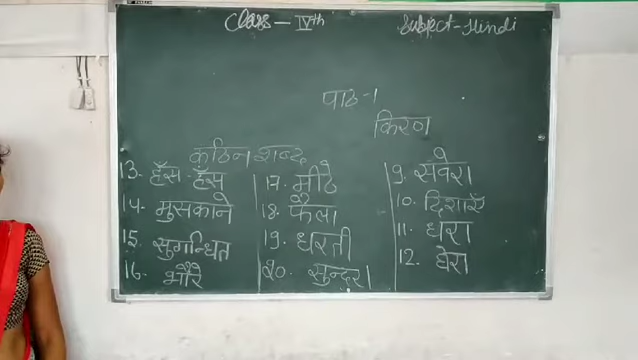 Class - IVth
Subject-Hindi
पाठ-1
किरण
कठिन शब्द
13. हँस-हँस
14. मुसकाने
15. सुगन्धित
16. भौंरे
17. मीठे
18. फैला
19. धरती
20. सुन्दर।
9. सवेरा
10. दिशाएँ
11. धरा
12. घेरा